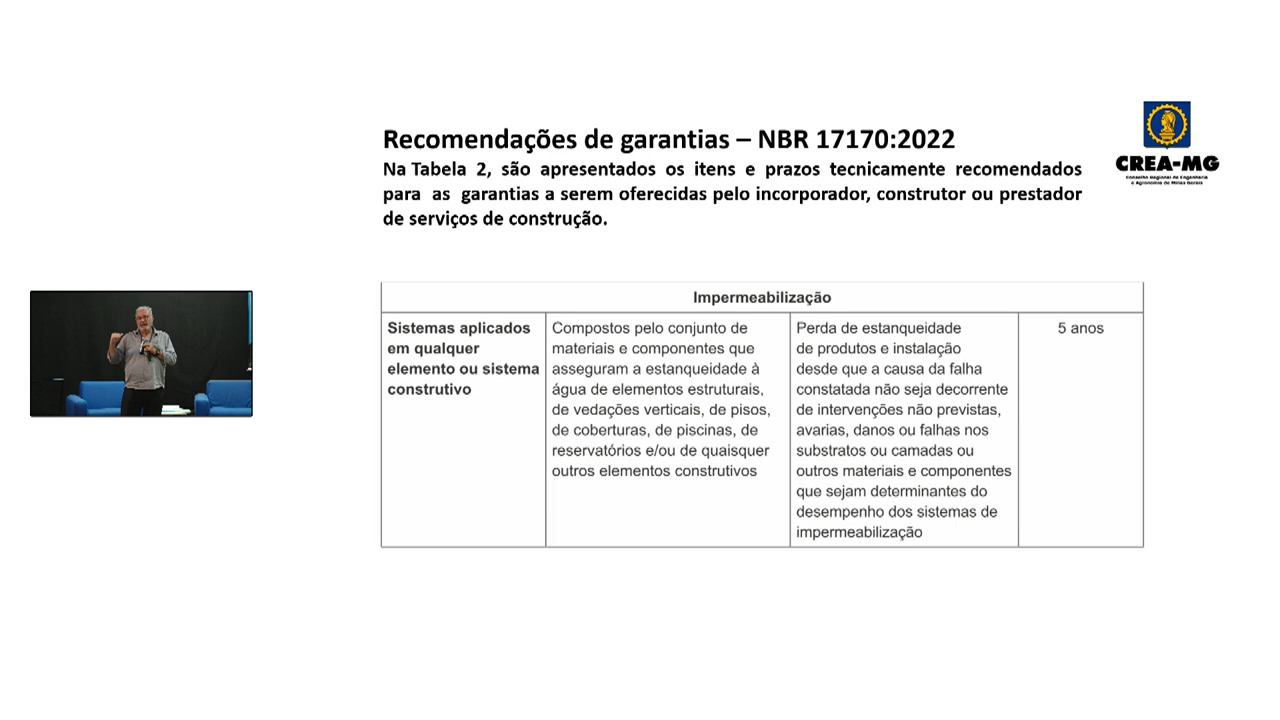 Recomendações de garantias – NBR 17170:2022
Na Tabela 2, são apresentados os itens e prazos tecnicamente recomendados
para as garantias a serem oferecidas pelo incorporador, construtor ou prestador
de serviços de construção.
CREA-MG
Conselho Regional de Engenharia
e Agronomia de Minas Gerais
Impermeabilização
Sistemas aplicados
em qualquer
elemento ou sistema
construtivo
Compostos pelo conjunto de
materiais e componentes que
asseguram a estanqueidade à
água de elementos estruturais,
de vedações verticais, de pisos,
de coberturas, de piscinas, de
reservatórios e/ou de quaisquer
outros elementos construtivos
Perda de estanqueidade
de produtos e instalação
desde que a causa da falha
constatada não seja decorrente
de intervenções não previstas,
avarias, danos ou falhas nos
substratos ou camadas ou
outros materiais e componentes
que sejam determinantes do
desempenho dos sistemas de
impermeabilização
5 anos